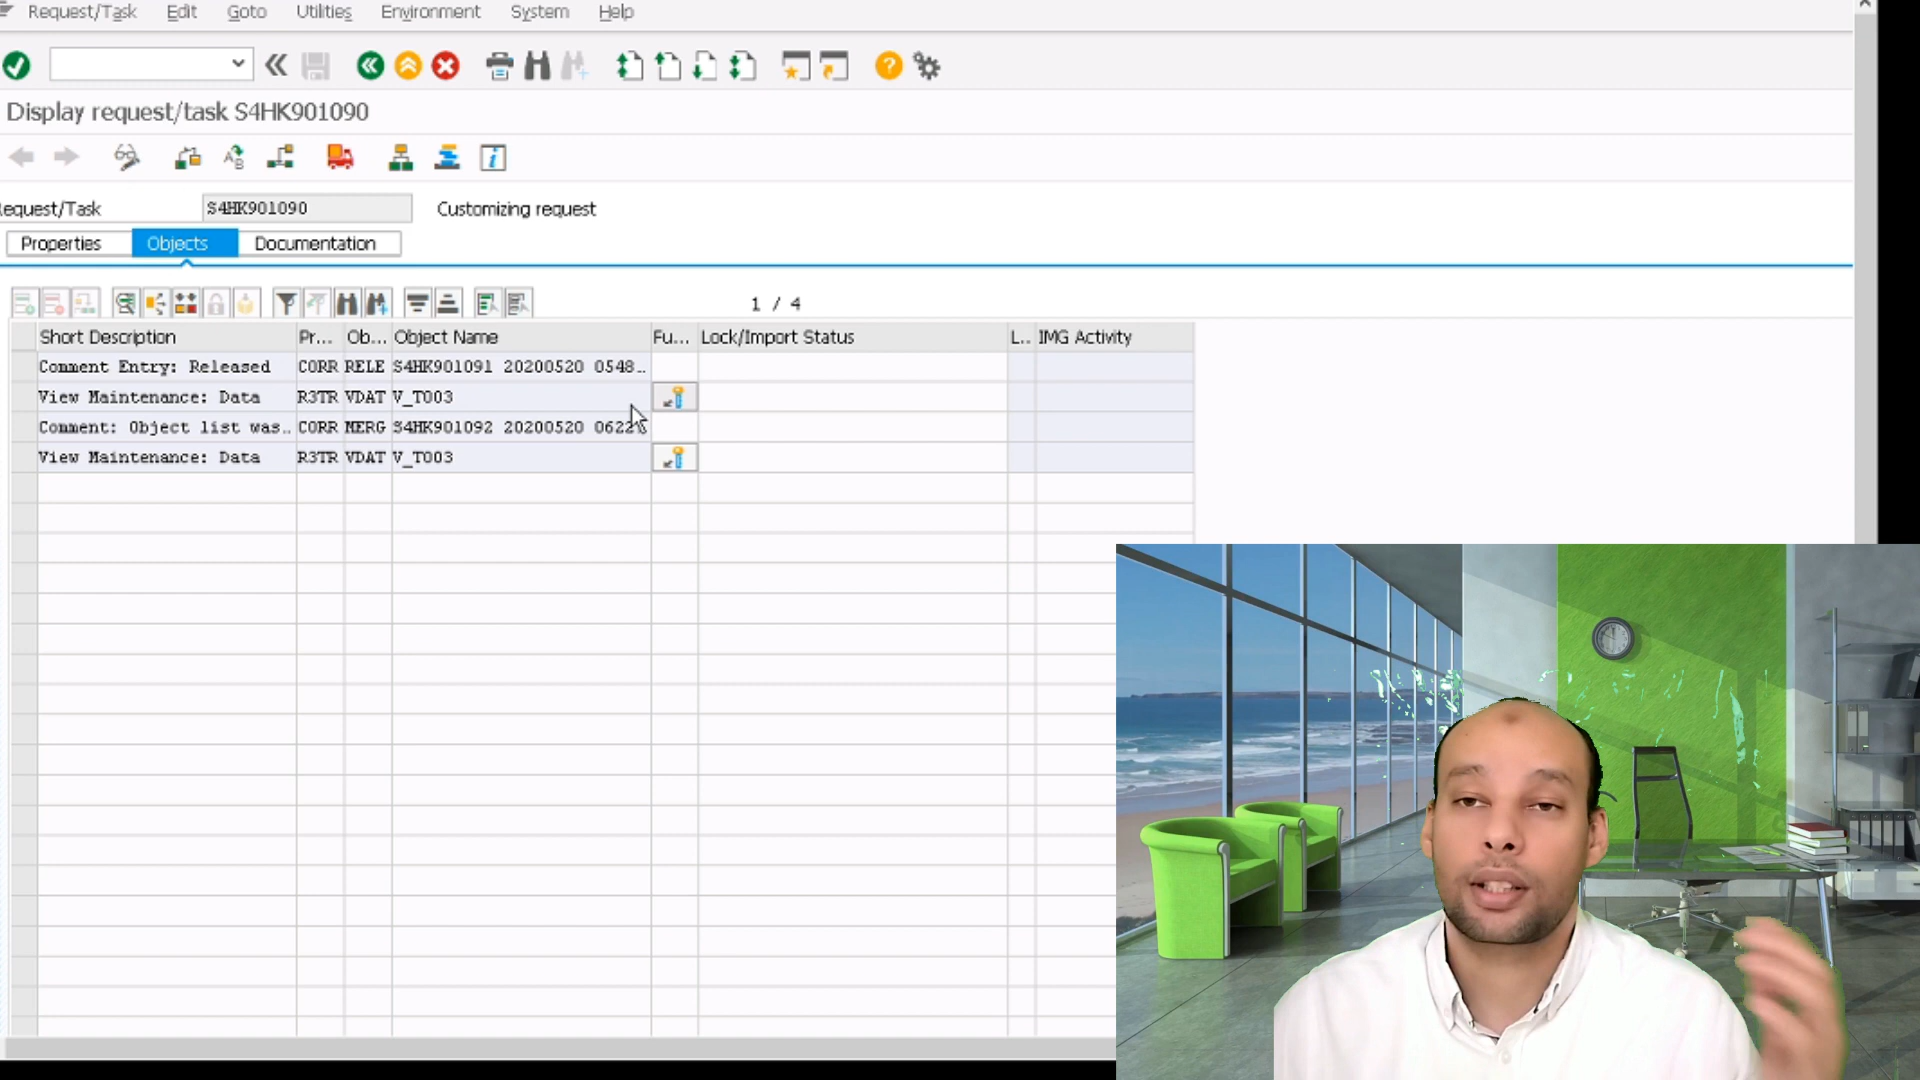 Request/Task Edit Goto Utilities Environment System Help
Display request/task S4HK901090
equest/Task S4HK901090 Customizing request
Properties Objects Documentation
1 / 4
Short Description Pr... Ob... Object Name Fu... Lock/Import Status L.. IMG Activity
Comment Entry: Released CORR RELE S4HK901091 20200520 0548...
View Maintenance: Data R3TR VDAT V_T003
Comment: Object list was.. CORR MERG S4HK901092 20200520 062
View Maintenance: Data R3TR VDAT V_T003